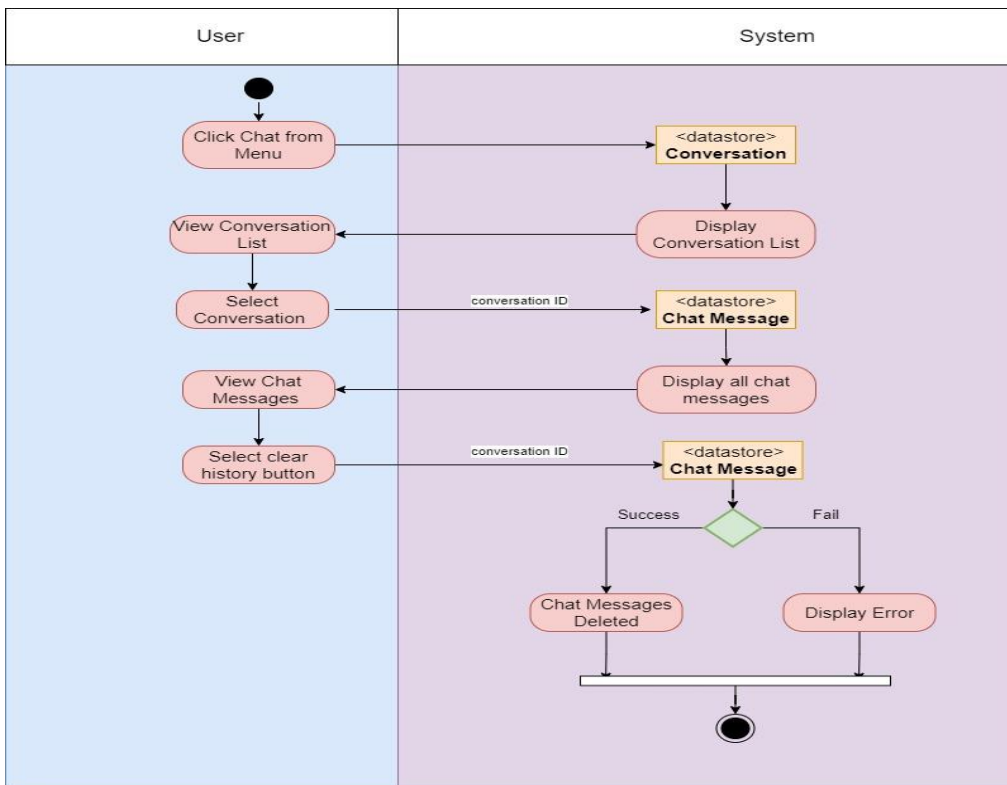 User
System
Click Chat from
Menu
<datastore>
Conversation
View Conversation
List
Display
Conversation List
Select
Conversation
conversation ID
<datastore>
Chat Message
View Chat
Messages
Display all chat
messages
Select clear
history button
conversation ID
<datastore>
Chat Message
Success
Fail
Chat Messages
Deleted
Display Error